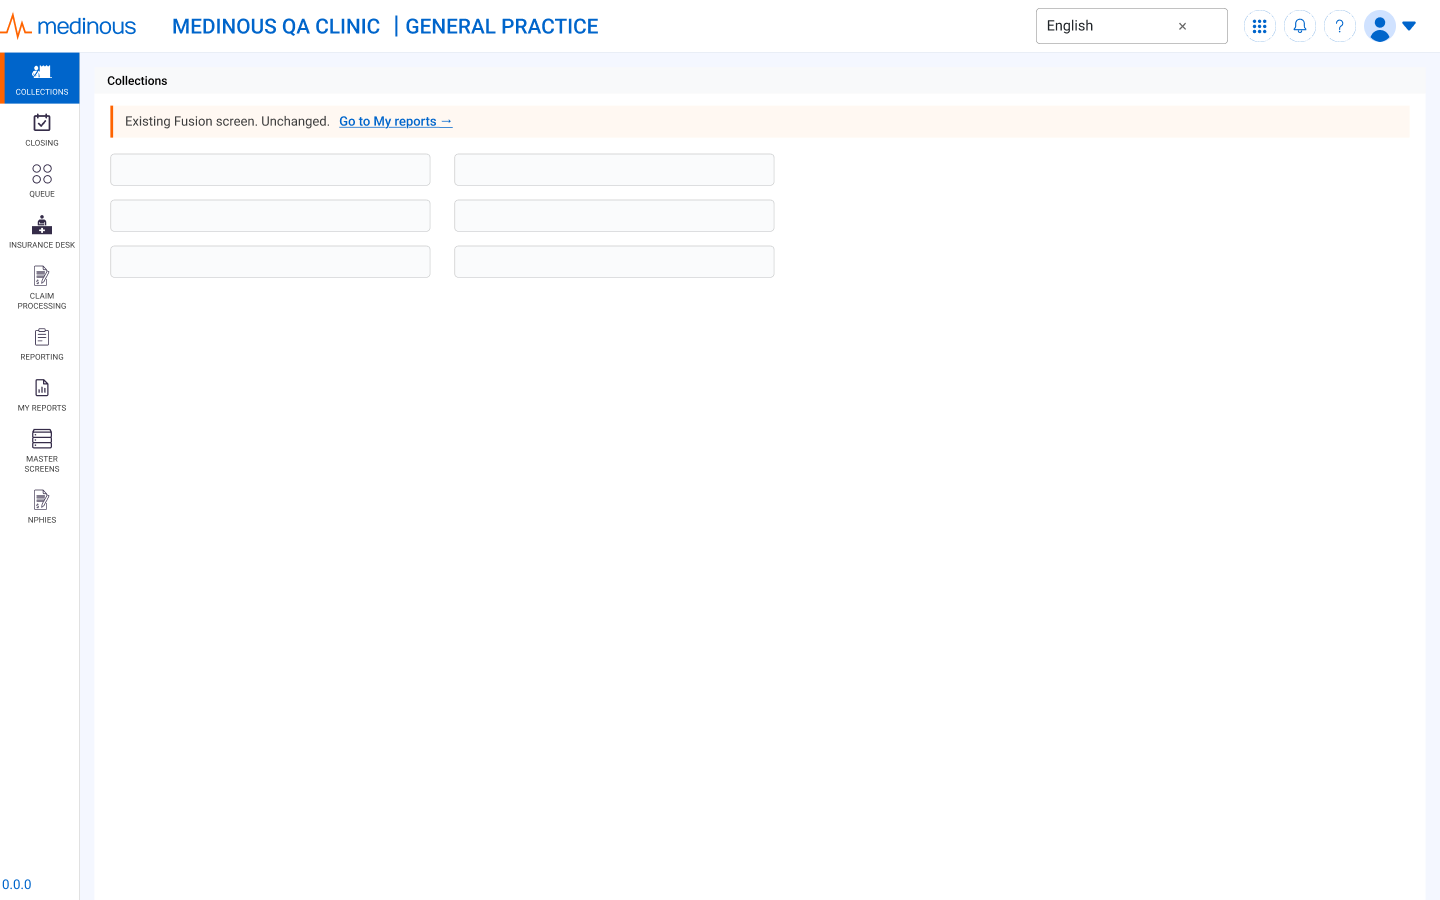 medinous
MEDINOUS QA CLINIC | GENERAL PRACTICE
English ×
?
COLLECTIONS
CLOSING
QUEUE
INSURANCE DESK
CLAIM
PROCESSING
REPORTING
MY REPORTS
MASTER
SCREENS
NPHIES
0.0.0
Collections
Existing Fusion screen. Unchanged. Go to My reports →